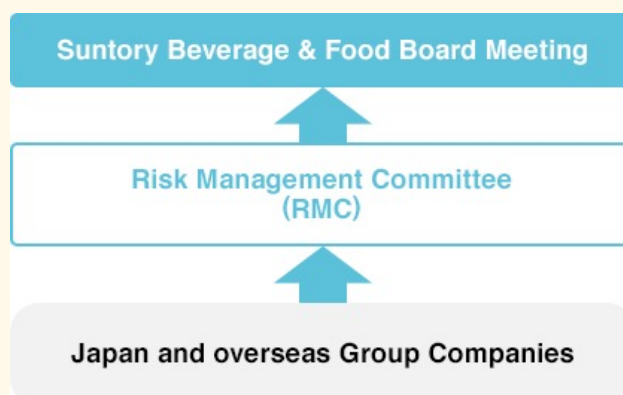 Suntory Beverage & Food Board Meeting
Risk Management Committee
(RMC)
Japan and overseas Group Companies